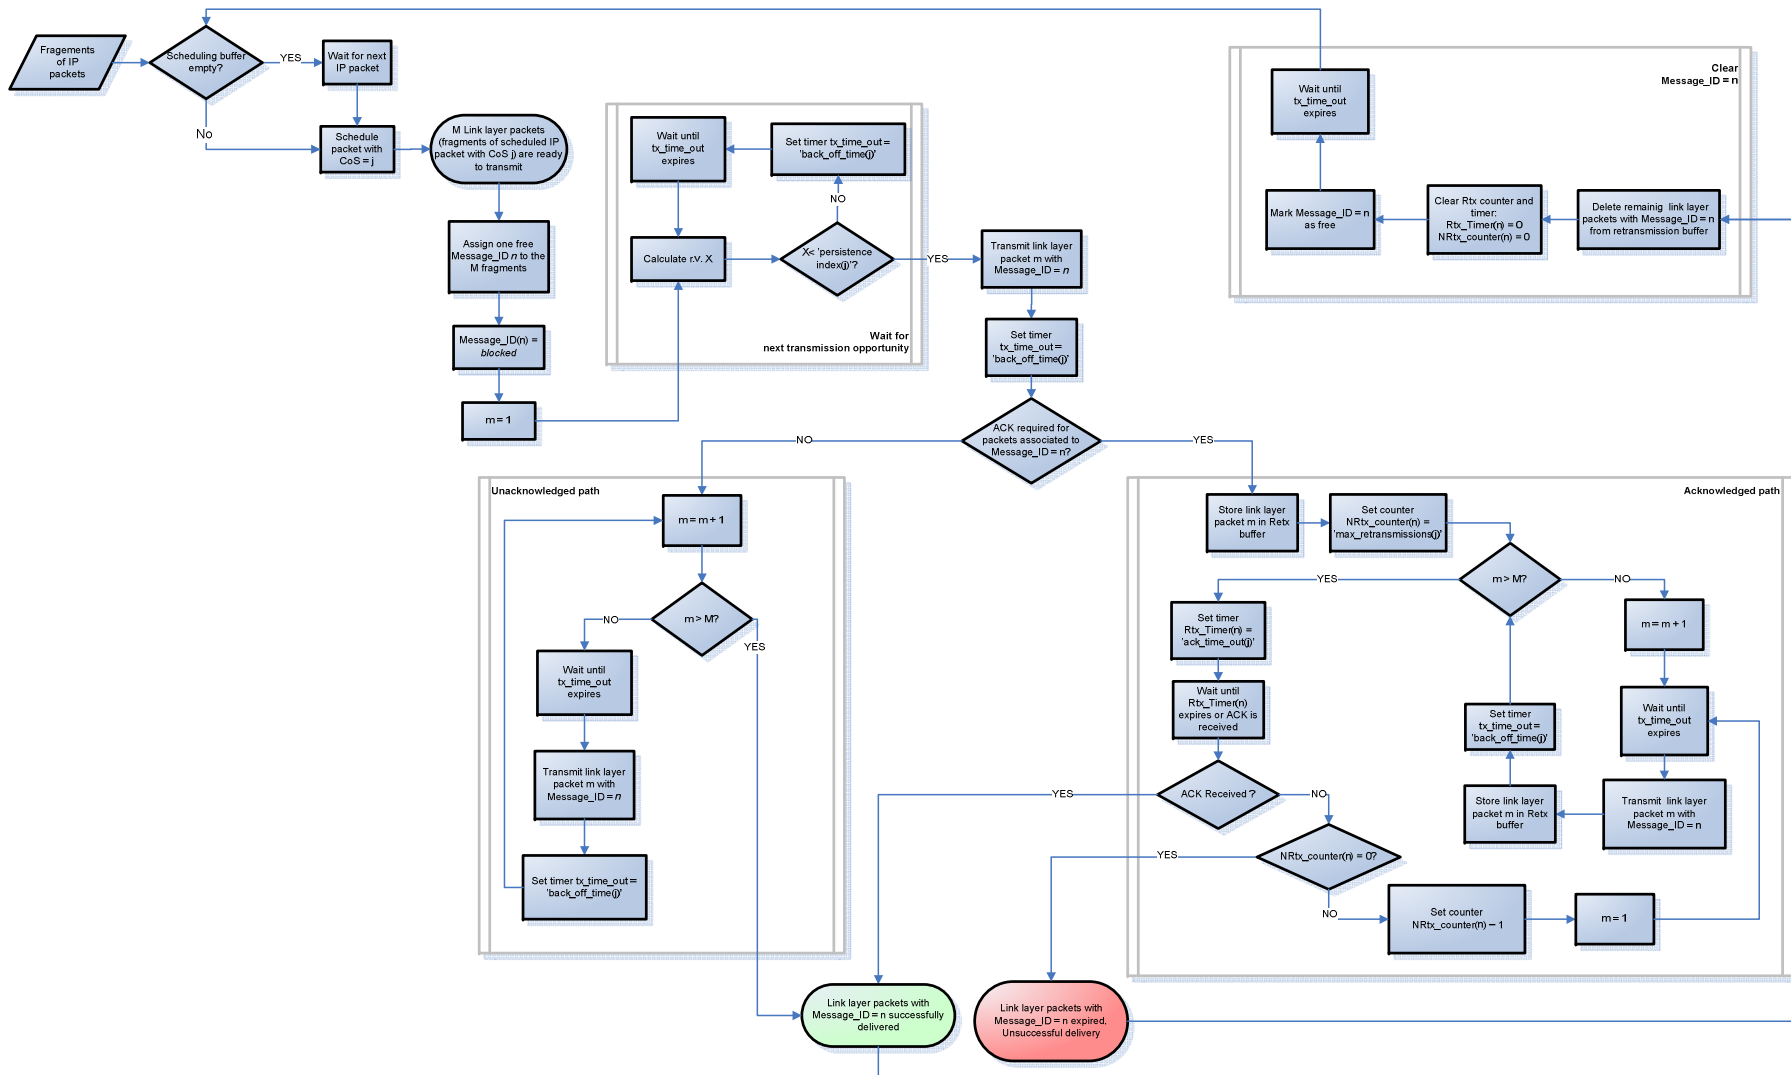 Fragements
of IP
packets
Scheduling buffer
empty?
YES
Wait for next
IP packet
No
Schedule
packet with
CoS = j
M Link layer packets
(fragments of scheduled IP
packet with CoS j) are ready
to transmit
Assign one free
Message_ID n to the
M fragments
Message_ID(n) =
blocked
m = 1
Wait until
tx_time_out
expires
Set timer tx_time_out =
'back_off_time(j)'
NO
Calculate r.v. X
X< 'persistence
index(j)'?
YES
Wait for
next transmission opportunity
Transmit link layer
packet m with
Message_ID = n
Set timer
tx_time_out =
'back_off_time(j)'
ACK required for
packets associated to
Message_ID = n?
NO
YES
Clear
Message_ID = n
Wait until
tx_time_out
expires
Mark Message_ID = n
as free
Clear Rtx counter and
timer:
Rtx_Timer(n) = 0
NRtx_counter(n) = 0
Delete remainig link layer
packets with Message_ID = n
from retransmission buffer
Unacknowledged path
m = m + 1
m > M?
NO
YES
Wait until
tx_time_out
expires
Transmit link layer
packet m with
Message_ID = n
Set timer tx_time_out =
'back_off_time(j)'
Acknowledged path
Store link layer
packet m in Retx
buffer
Set counter
NRtx_counter(n) =
'max_retransmissions(j)'
m > M?
YES
NO
Set timer
Rtx_Timer(n) =
'ack_time_out(j)'
m = m + 1
Wait until
Rtx_Timer(n)
expires or ACK is
received
Set timer
tx_time_out =
'back_off_time(j)'
Wait until
tx_time_out
expires
ACK Received ?
YES
NO
Store link layer
packet m in Retx
buffer
Transmit link layer
packet m with
Message_ID = n
NRtx_counter(n) = 0?
YES
NO
Set counter
NRtx_counter(n) – 1
m = 1
Link layer packets with
Message_ID = n successfully
delivered
Link layer packets with
Message_ID = n expired.
Unsuccessful delivery